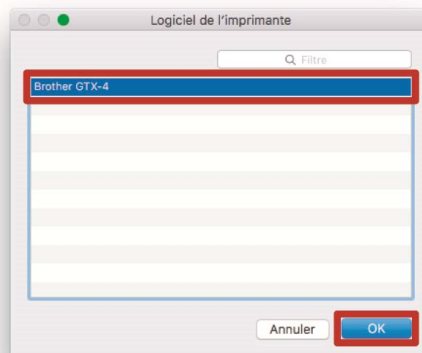 Logiciel de l'imprimante
Filtre
Brother GTX-4
Annuler
OK